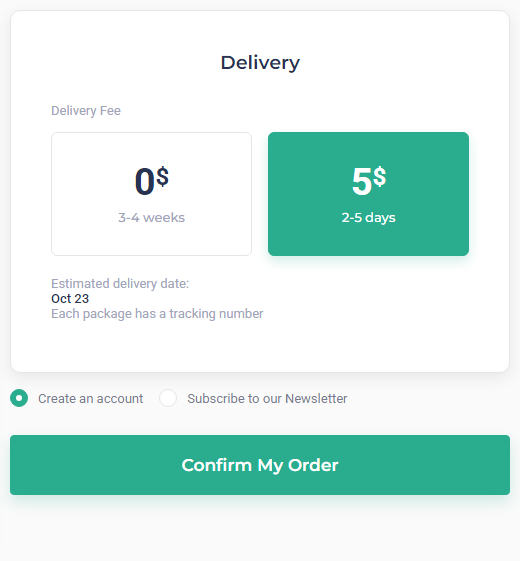 Delivery
Delivery Fee
0$
3-4 weeks
5$
2-5 days
Estimated delivery date:
Oct 23
Each package has a tracking number
Create an account
Subscribe to our Newsletter
Confirm My Order